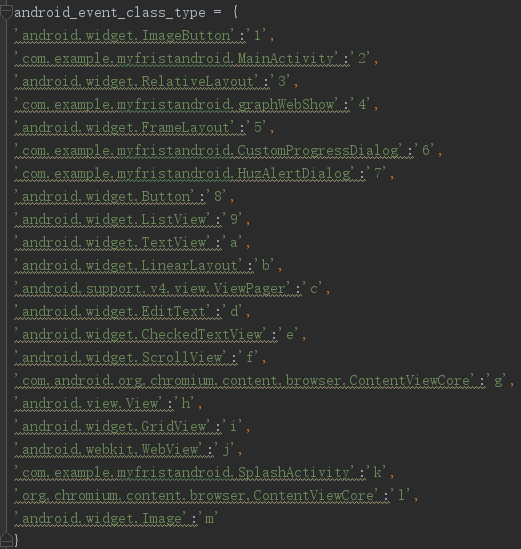 android_event_class_type = {
'android.widget.ImageButton':'1',
'com.example.myfristandroid.MainActivity':'2',
'android.widget.RelativeLayout':'3',
'com.example.myfristandroid.graphWebShow':'4',
'android.widget.FrameLayout':'5',
'com.example.myfristandroid.CustomProgressDialog':'6',
'com.example.myfristandroid.HuzAlertDialog':'7',
'android.widget.Button':'8',
'android.widget.ListView':'9',
'android.widget.TextView':'a',
'android.widget.LinearLayout':'b',
'android.support.v4.view.ViewPager':'c',
'android.widget.EditText':'d',
'android.widget.CheckedTextView':'e',
'android.widget.ScrollView':'f',
'com.android.org.chromium.content.browser.ContentViewCore':'g',
'android.view.View':'h',
'android.widget.GridView':'i',
'android.webkit.WebView':'j',
'com.example.myfristandroid.SplashActivity':'k',
'org.chromium.content.browser.ContentViewCore':'l',
'android.widget.Image':'m'
}